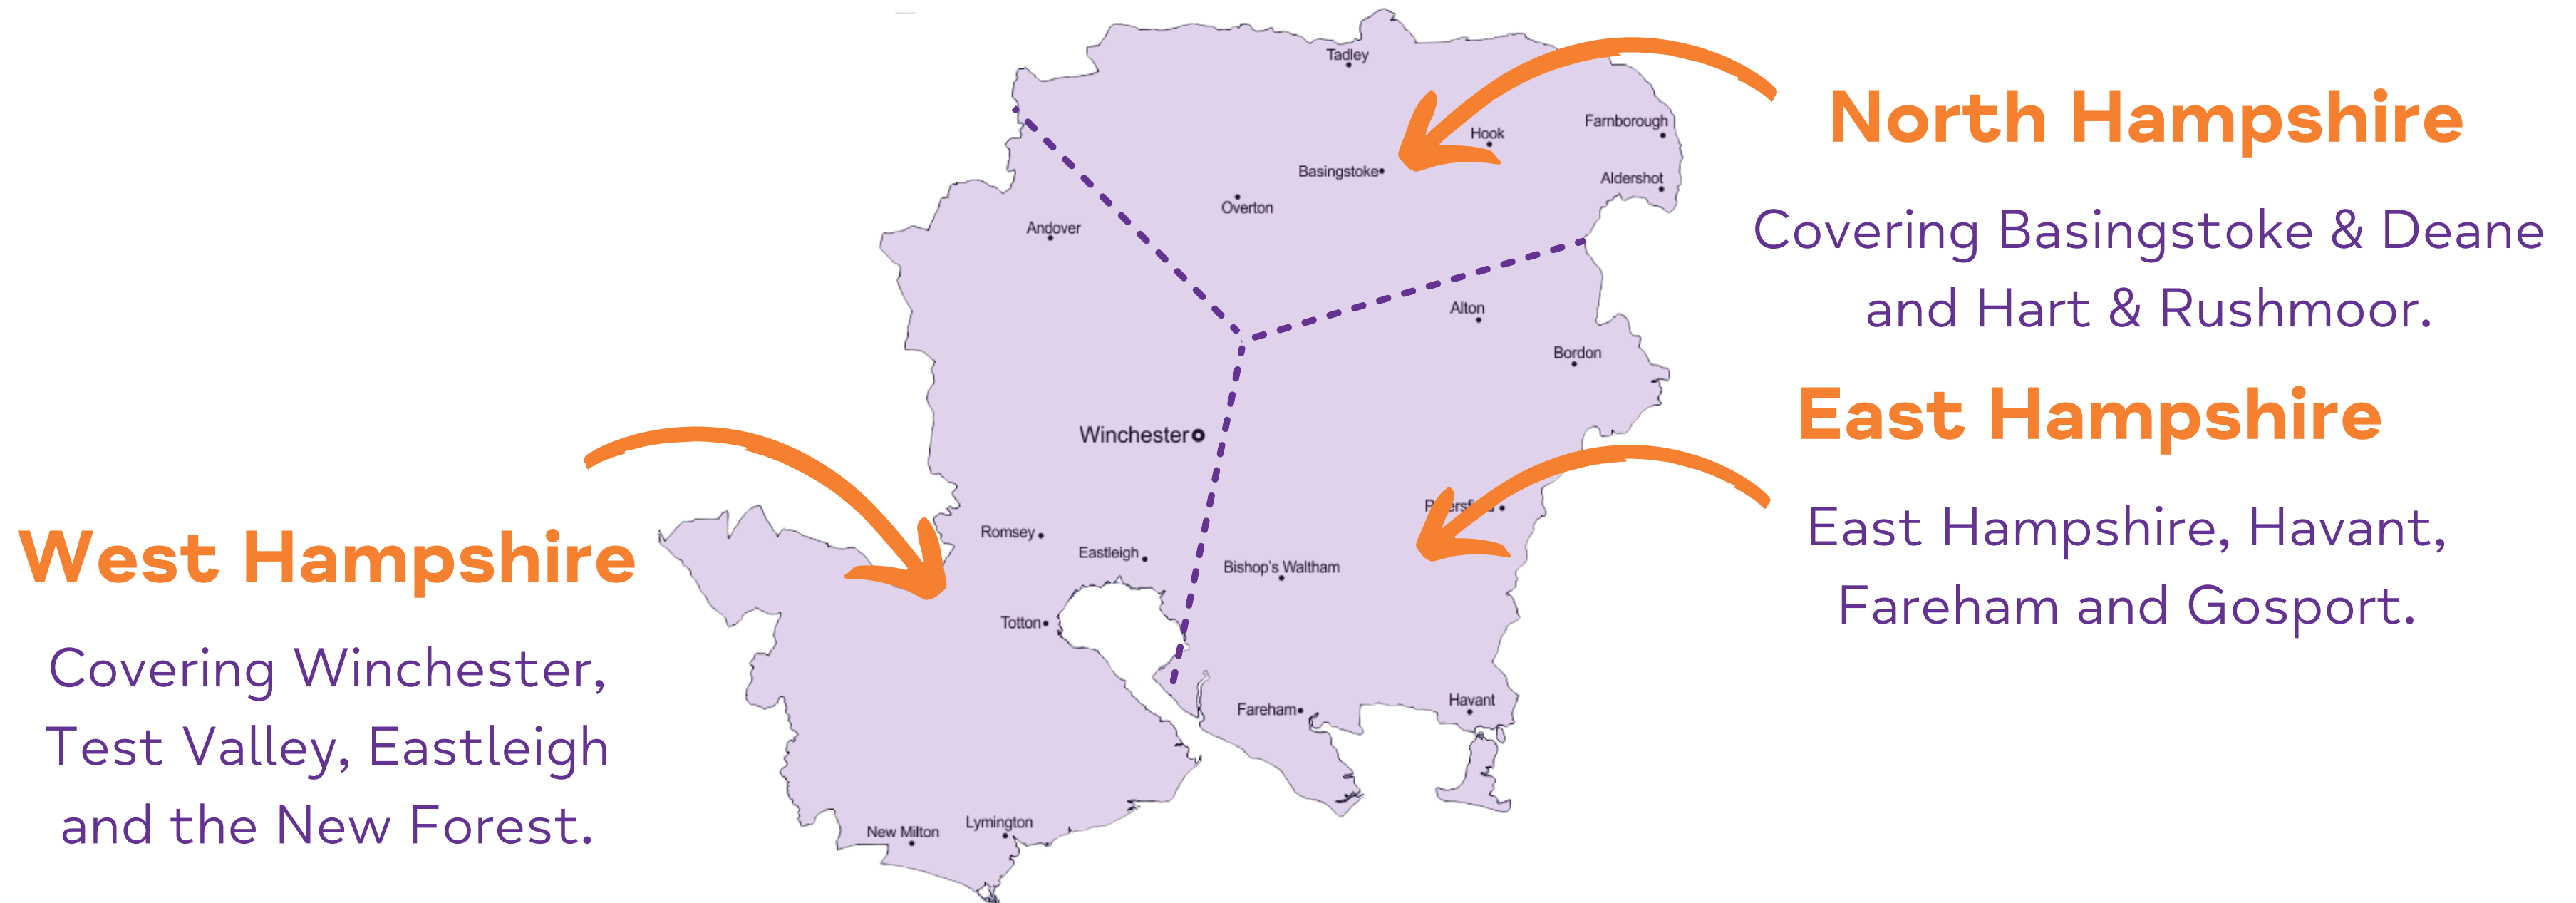 Tadley
North Hampshire
Farnborough
Hook
Basingstoke
Aldershot
Overton
Covering Basingstoke & Deane
and Hart & Rushmoor.
Andover
Alton
Bordon
East Hampshire
Winchester
East Hampshire, Havant,
Fareham and Gosport.
West Hampshire
Romsey
Eastleigh
Bishop's Waltham
Totton
Covering Winchester,
Test Valley, Eastleigh
and the New Forest.
Fareham
Havant
Lymington
New Milton